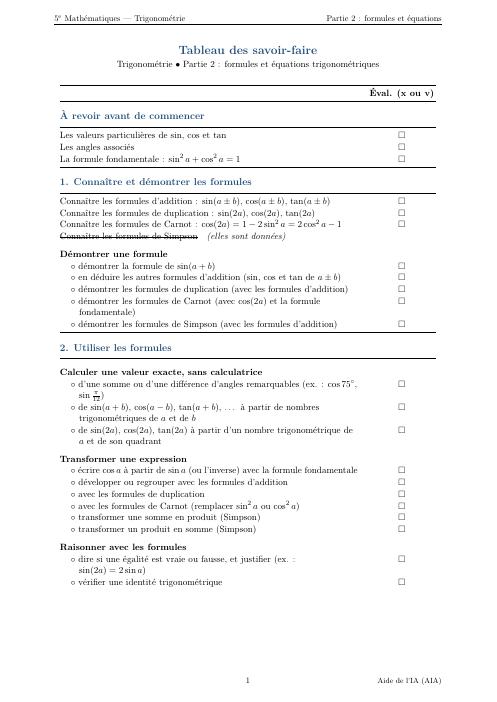 5e Mathématiques — Trigonométrie Partie 2 : formules et équations
Tableau des savoir-faire
Trigonométrie • Partie 2 : formules et équations trigonométriques
Éval. (x ou v)
À revoir avant de commencer
Les valeurs particulières de sin, cos et tan ☐
Les angles associés ☐
La formule fondamentale : sin² a + cos² a = 1 ☐
1. Connaître et démontrer les formules
Connaître les formules d'addition : sin(a ± b), cos(a ± b), tan(a ± b) ☐
Connaître les formules de duplication : sin(2a), cos(2a), tan(2a) ☐
Connaître les formules de Carnot : cos(2a) = 1 − 2 sin² a = 2 cos² a − 1 ☐
Connaître les formules de Simpson (elles sont données)
Démontrer une formule
◦ démontrer la formule de sin(a + b) ☐
◦ en déduire les autres formules d'addition (sin, cos et tan de a ± b) ☐
◦ démontrer les formules de duplication (avec les formules d'addition) ☐
◦ démontrer les formules de Carnot (avec cos(2a) et la formule ☐
fondamentale)
◦ démontrer les formules de Simpson (avec les formules d'addition) ☐
2. Utiliser les formules
Calculer une valeur exacte, sans calculatrice
◦ d'une somme ou d'une différence d'angles remarquables (ex. : cos 75°, ☐
sin π/12)
◦ de sin(a + b), cos(a − b), tan(a + b), … à partir de nombres ☐
trigonométriques de a et de b
◦ de sin(2a), cos(2a), tan(2a) à partir d'un nombre trigonométrique de ☐
a et de son quadrant
Transformer une expression
◦ écrire cos a à partir de sin a (ou l'inverse) avec la formule fondamentale ☐
◦ développer ou regrouper avec les formules d'addition ☐
◦ avec les formules de duplication ☐
◦ avec les formules de Carnot (remplacer sin² a ou cos² a) ☐
◦ transformer une somme en produit (Simpson) ☐
◦ transformer un produit en somme (Simpson) ☐
Raisonner avec les formules
◦ dire si une égalité est vraie ou fausse, et justifier (ex. : ☐
sin(2a) = 2 sin a)
◦ vérifier une identité trigonométrique ☐
1 Aide de l'IA (AIA)